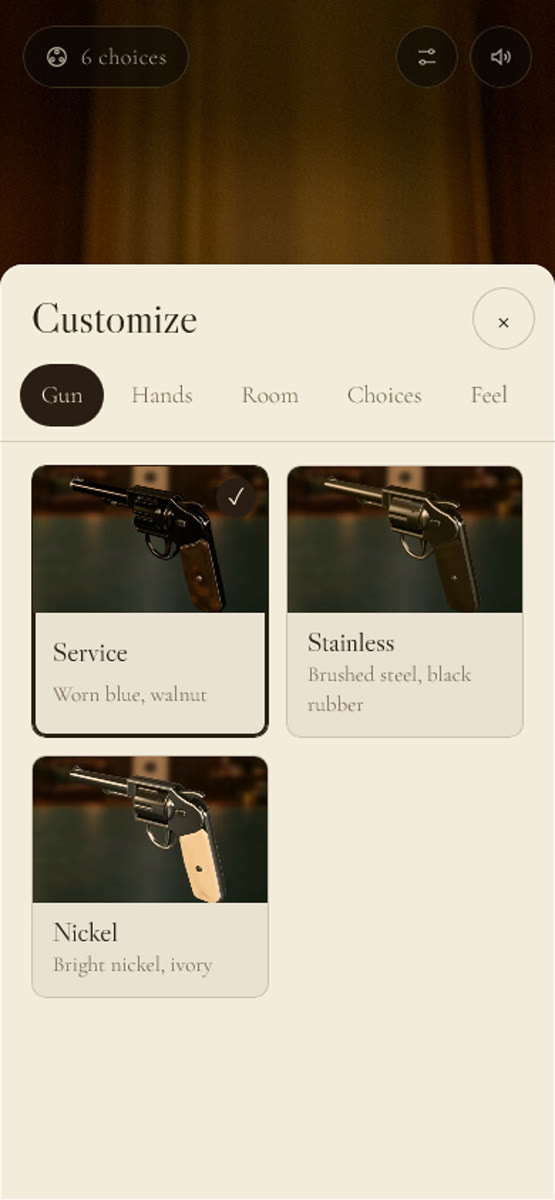 6 choices
Customize
Gun
Hands
Room
Choices
Feel
Service
Worn blue, walnut
Stainless
Brushed steel, black
rubber
Nickel
Bright nickel, ivory